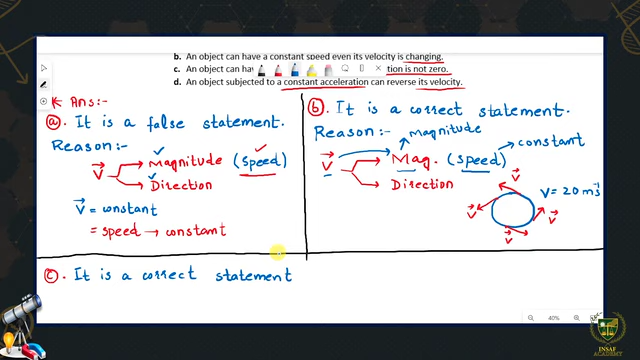 b. An object can have a constant speed even its velocity is changing.
c. An object can hav
tion is not zero.
d. An object subjected to a constant acceleration can reverse its velocity.
Ans:-
(a). It is a false statement.
Reason:-
V → Magnitude (Speed)
Direction
V = constant
= speed → constant
(b). It is a correct statement.
Reason:- magnitude
V → Mag. (speed) → constant
Direction
V
V = 20 ms⁻¹
V
V
V
(c). It is a correct statement
40%
INSAF
ACADEMY